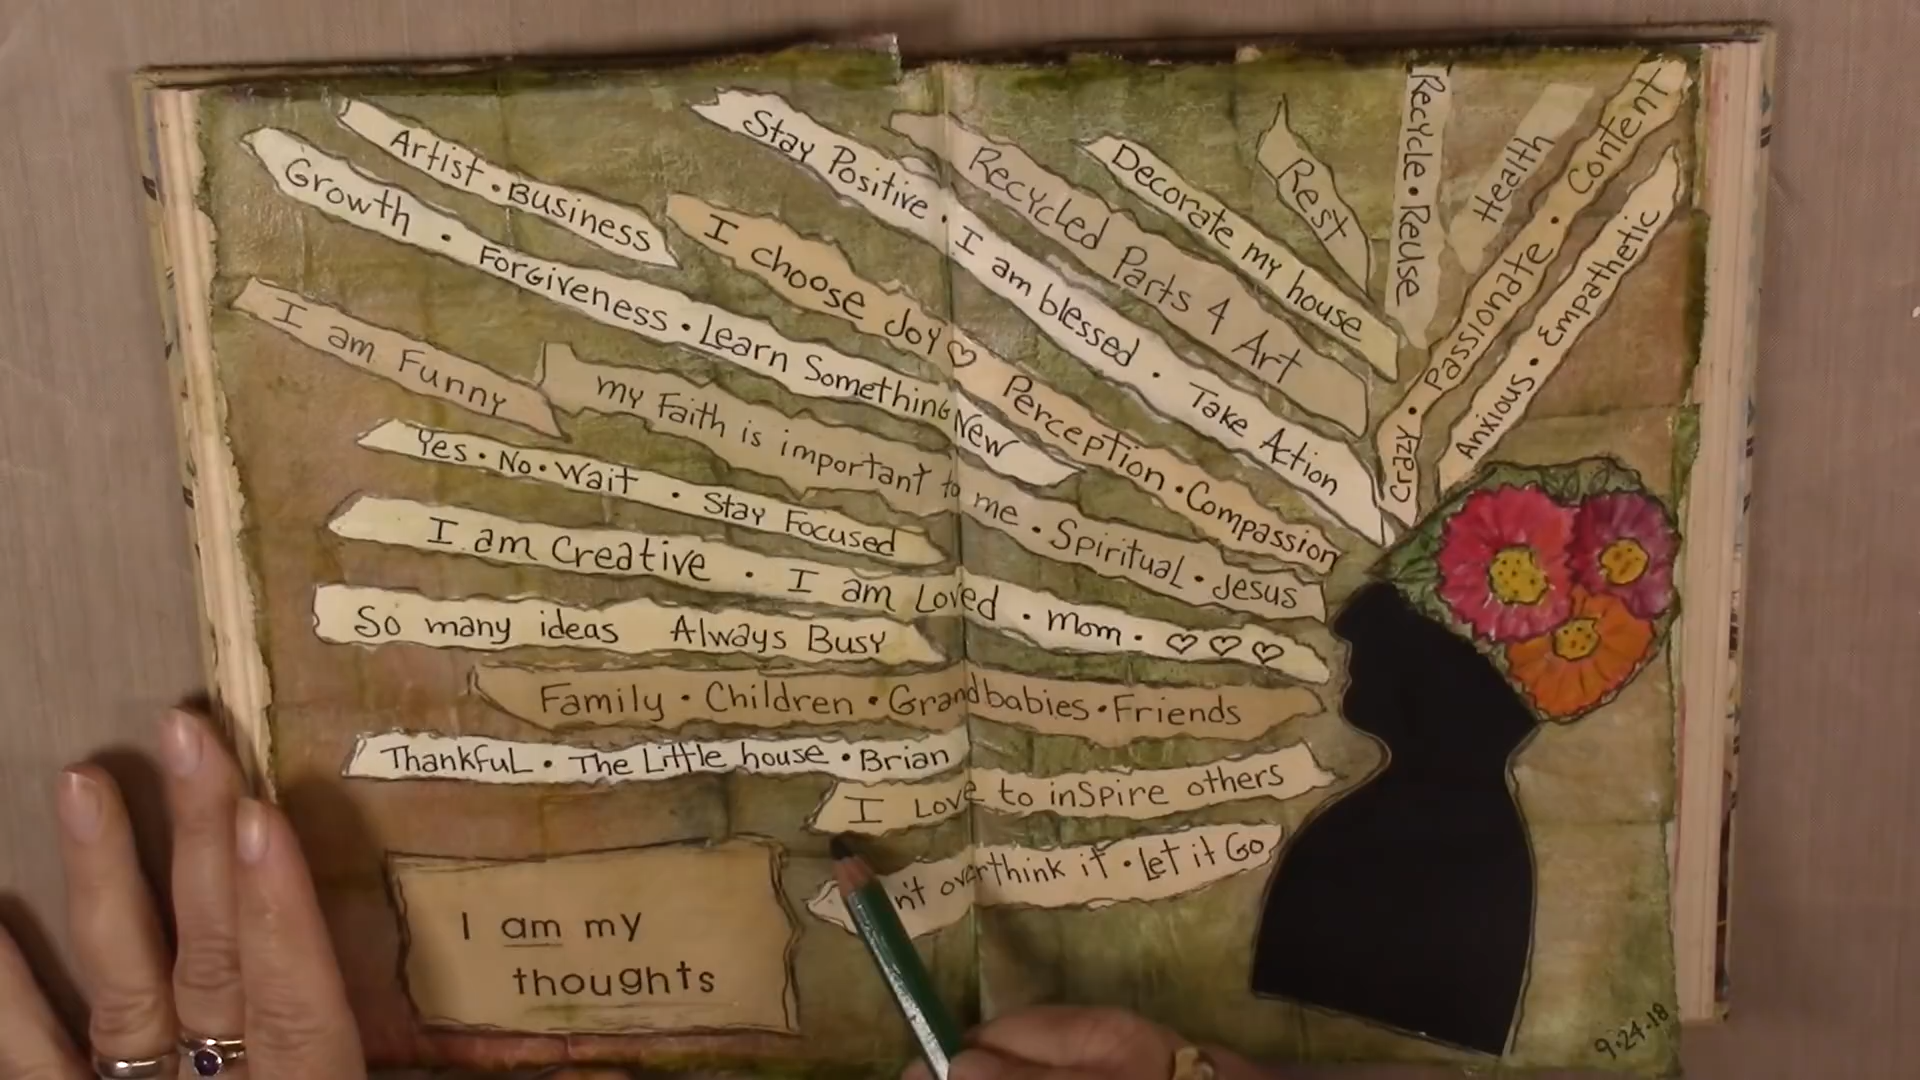 Artist • Business
Growth • Forgiveness • Learn Something New
I am Funny
Stay Positive • I am blessed • Take Action
I choose Joy ♡ Perception • Compassion
Recycled Parts 4 Art
Decorate my house
Rest
Recycle • Reuse
Health
Crazy • Passionate • Content
Anxious • Empathetic
my Faith is important to me • Spiritual • Jesus
Yes • No • Wait • Stay Focused
I am Creative • I am Loved • mom • ♡ ♡ ♡
So many ideas Always Busy
Family • Children • Grandbabies • Friends
Thankful • The Little house • Brian
I Love to inspire others
n't overthink it • Let it Go
I am my
thoughts
9.24.18